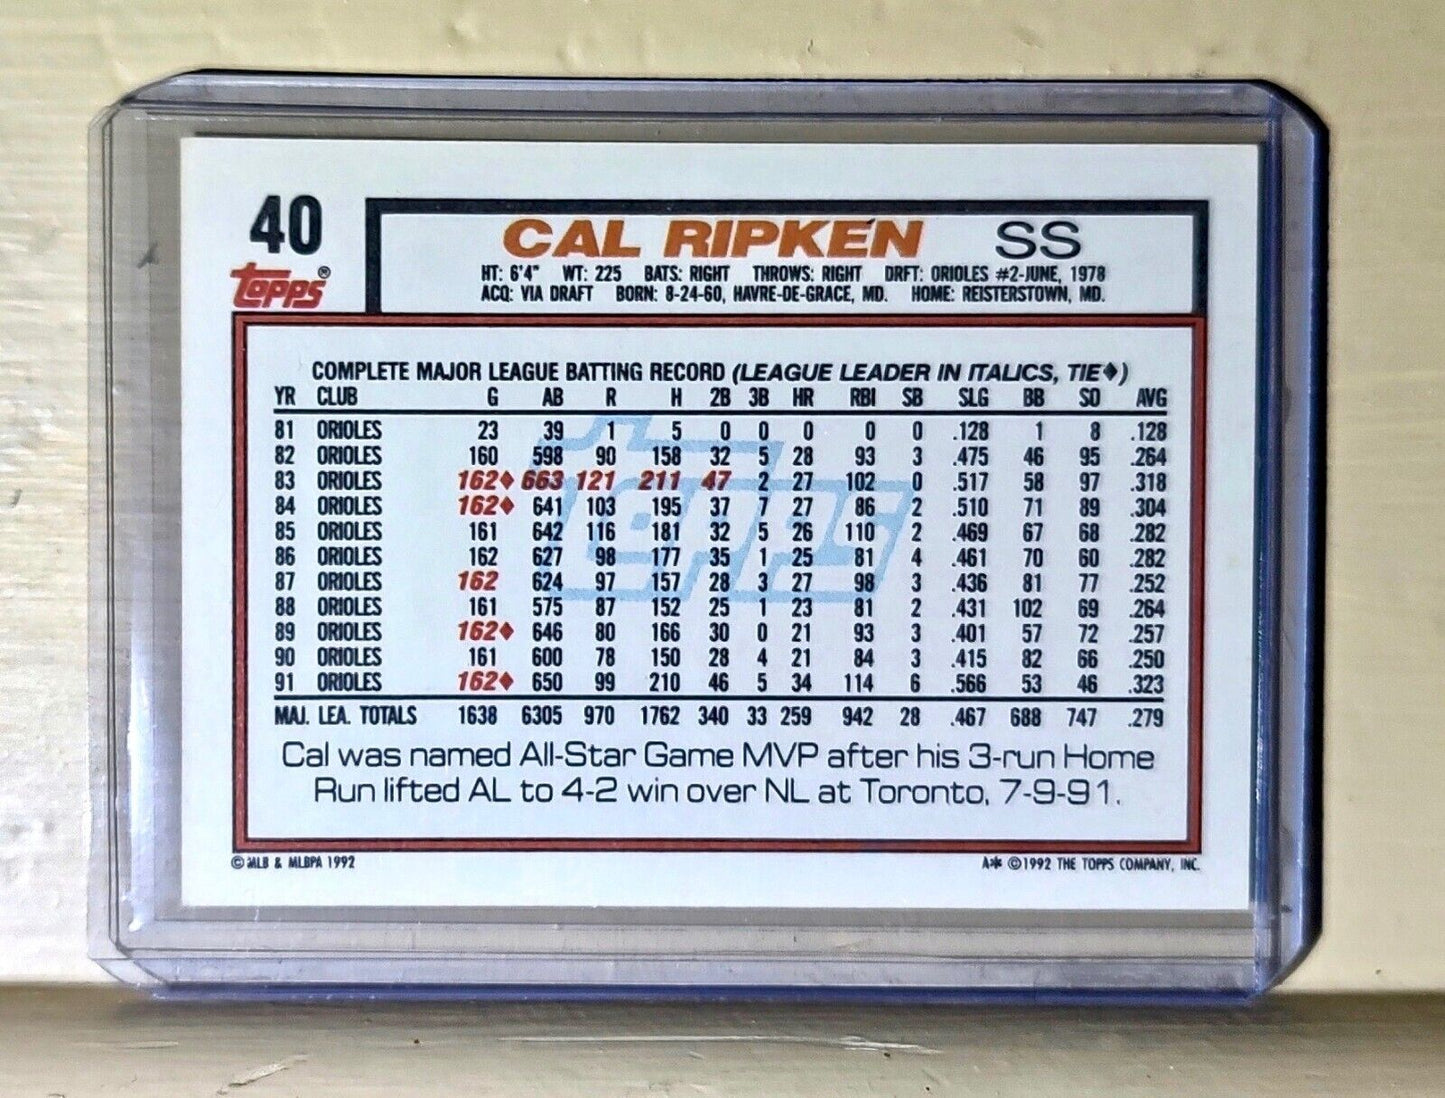 40
Topps®
CAL RIPKEN SS
HT: 6'4" WT: 225 BATS: RIGHT THROWS: RIGHT DRFT: ORIOLES #2-JUNE, 1978
ACQ: VIA DRAFT BORN: 8-24-60, HAVRE-DE-GRACE, MD. HOME: REISTERSTOWN, MD.
COMPLETE MAJOR LEAGUE BATTING RECORD (LEAGUE LEADER IN ITALICS, TIE♦)
YR CLUB G AB R H 2B 3B HR RBI SB SLG BB SO AVG
81 ORIOLES 23 39 1 5 0 0 0 0 0 .128 1 8 .128
82 ORIOLES 160 598 90 158 32 5 28 93 3 .475 46 95 .264
83 ORIOLES 162♦ 663 121 211 47 2 27 102 0 .517 58 97 .318
84 ORIOLES 162♦ 641 103 195 37 7 27 86 2 .510 71 89 .304
85 ORIOLES 161 642 116 181 32 5 26 110 2 .469 67 68 .282
86 ORIOLES 162 627 98 177 35 1 25 81 4 .461 70 60 .282
87 ORIOLES 162 624 97 157 28 3 27 98 3 .436 81 77 .252
88 ORIOLES 161 575 87 152 25 1 23 81 2 .431 102 69 .264
89 ORIOLES 162♦ 646 80 166 30 0 21 93 3 .401 57 72 .257
90 ORIOLES 161 600 78 150 28 4 21 84 3 .415 82 66 .250
91 ORIOLES 162♦ 650 99 210 46 5 34 114 6 .566 53 46 .323
MAJ. LEA. TOTALS 1638 6305 970 1762 340 33 259 942 28 .467 688 747 .279
topps
Cal was named All-Star Game MVP after his 3-run Home
Run lifted AL to 4-2 win over NL at Toronto, 7-9-91.
© MLB & MLBPA 1992
A* ©1992 THE TOPPS COMPANY, INC.